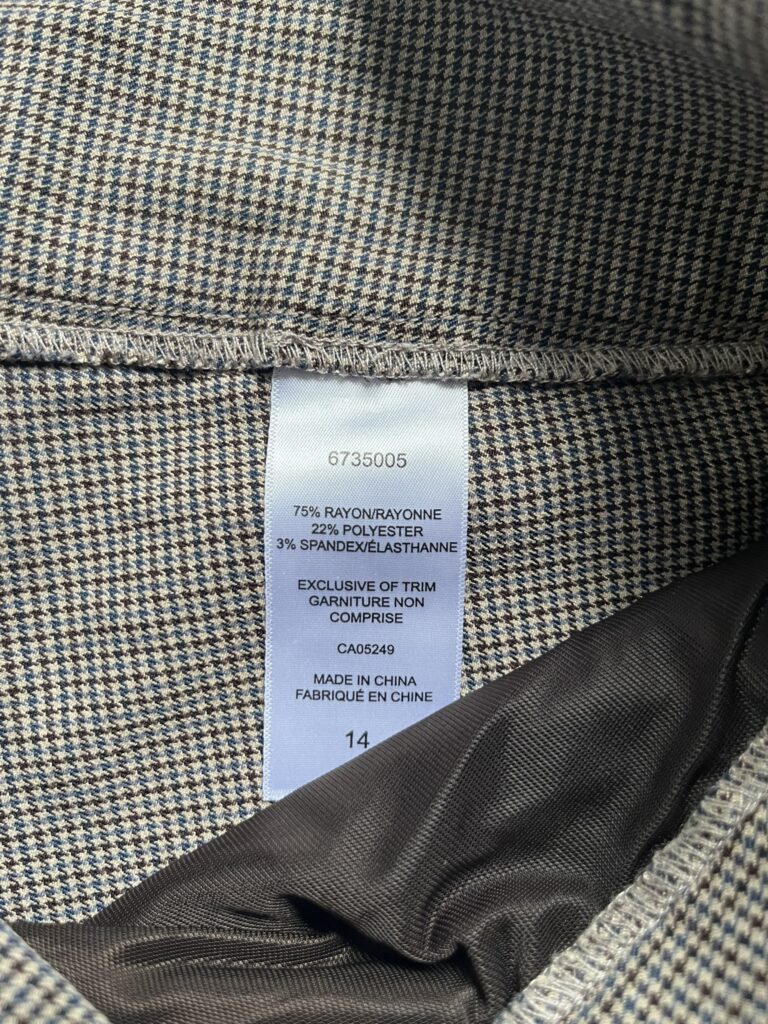 6735005
75% RAYON/RAYONNE
22% POLYESTER
3% SPANDEX/ÉLASTHANNE
EXCLUSIVE OF TRIM
GARNITURE NON
COMPRISE
CA05249
MADE IN CHINA
FABRIQUÉ EN CHINE
14